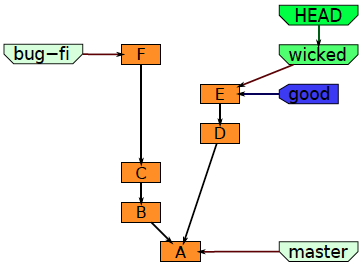 HEAD
bug-fi F wicked
E good
D
C
B
A master